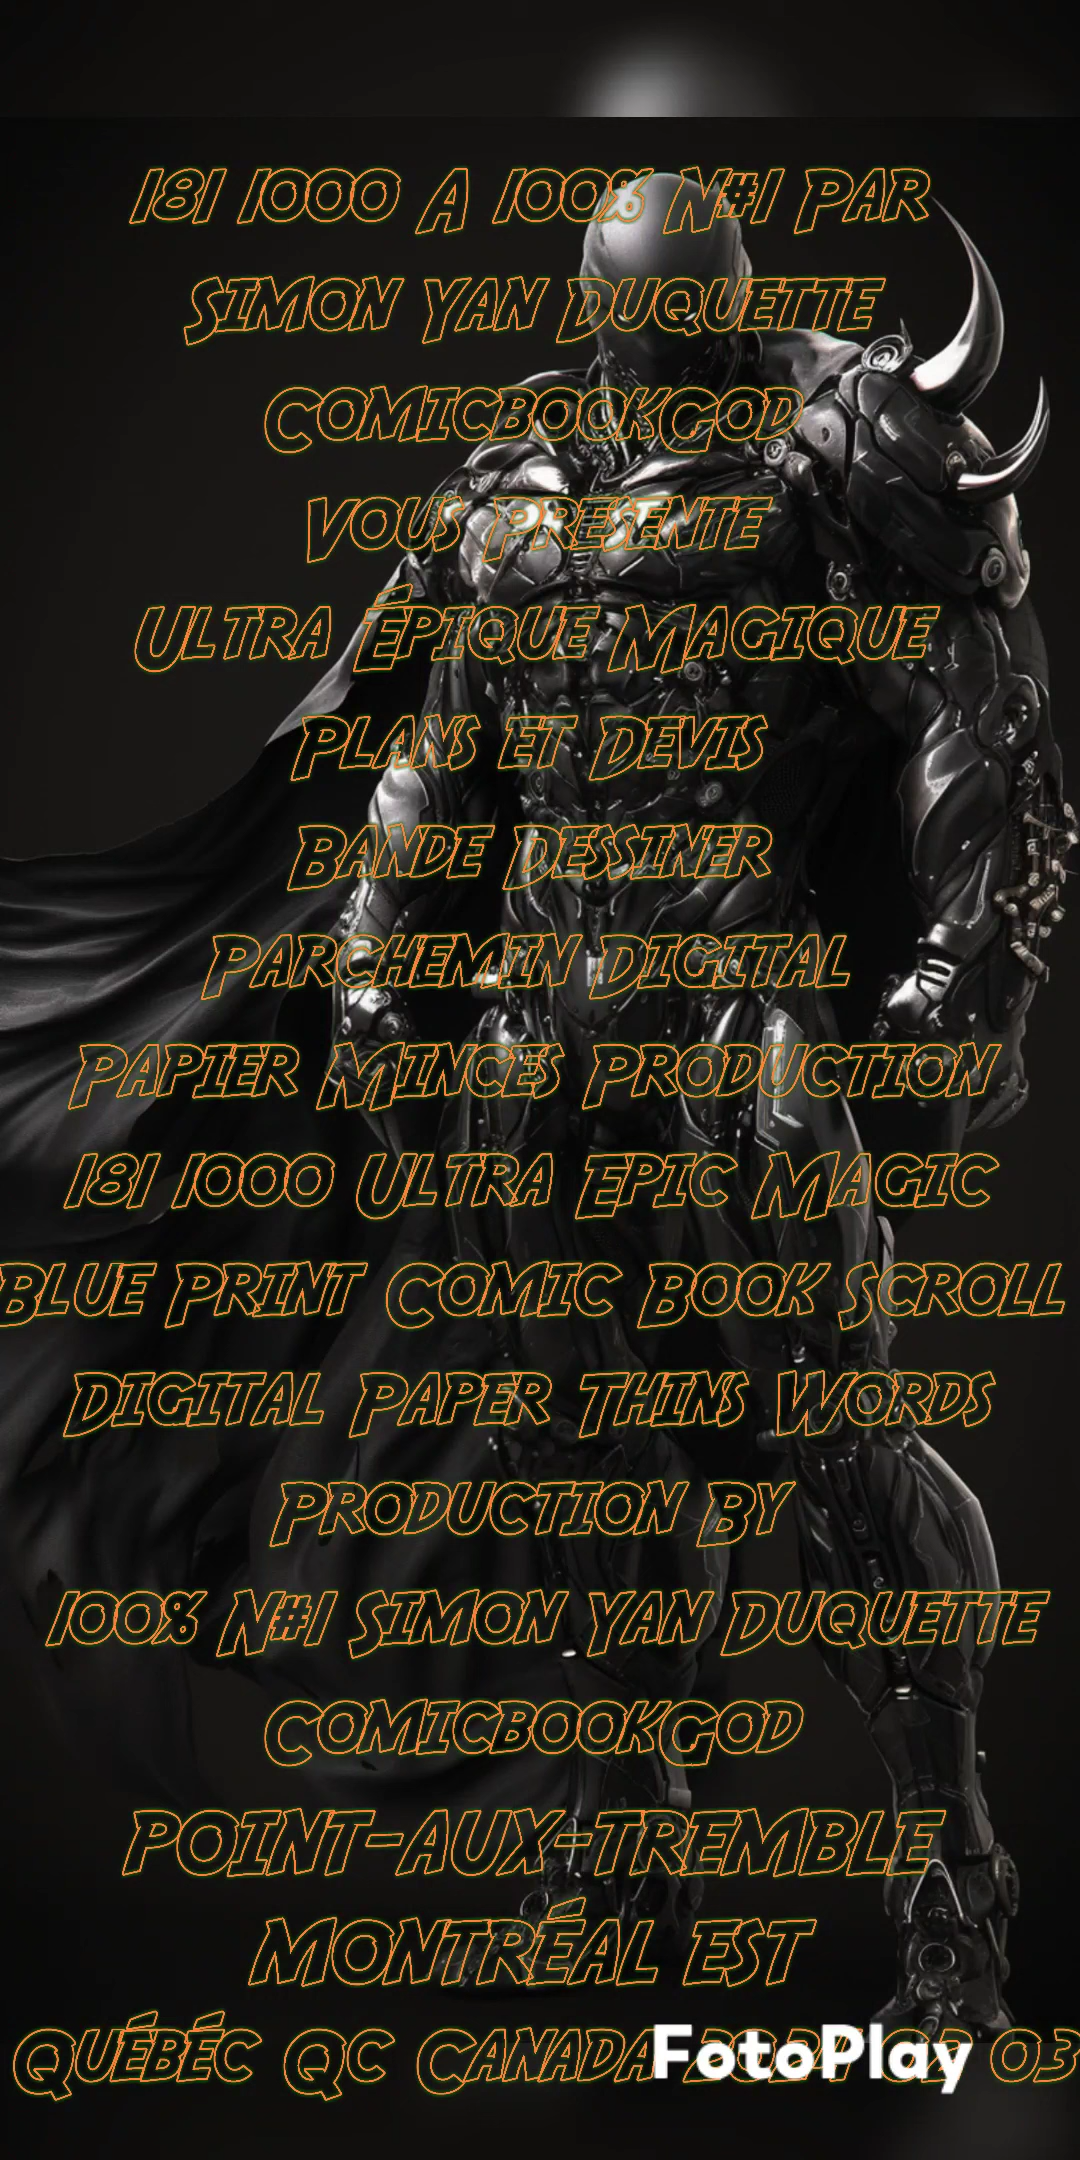 181 1000 A 100% N#1 PAR
SIMON YAN DUQUETTE
COMICBOOKGOD
VOUS PRESENTE
ULTRA ÉPIQUE MAGIQUE
PLANS ET DEVIS
BANDE DESSINER
PARCHEMIN DIGITAL
PAPIER MINCES PRODUCTION
181 1000 ULTRA EPIC MAGIC
BLUE PRINT COMIC BOOK SCROLL
DIGITAL PAPER THINS WORDS
PRODUCTION BY
100% N#1 SIMON YAN DUQUETTE
COMICBOOKGOD
POINT-AUX-TREMBLE
MONTRÉAL EST
QUÉBÉC QC CANADA 03
FotoPlay